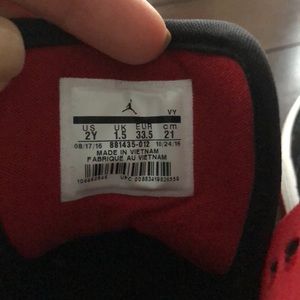 VY
US UK EUR cm
2Y 1.5 33.5 21
08/17/16 881435-012 10/24/16
MADE IN VIETNAM
FABRIQUE AU VIETNAM